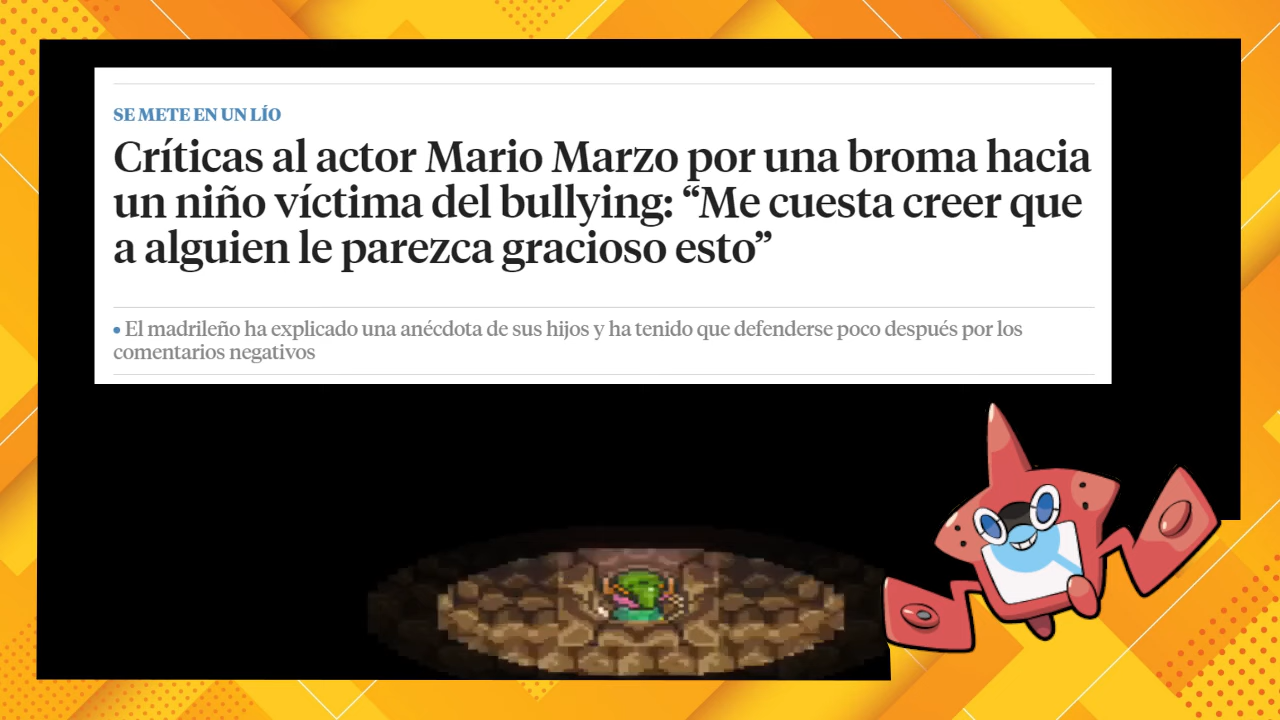 SE METE EN UN LÍO
Críticas al actor Mario Marzo por una broma hacia
un niño víctima del bullying: “Me cuesta creer que
a alguien le parezca gracioso esto”
• El madrileño ha explicado una anécdota de sus hijos y ha tenido que defenderse poco después por los
comentarios negativos